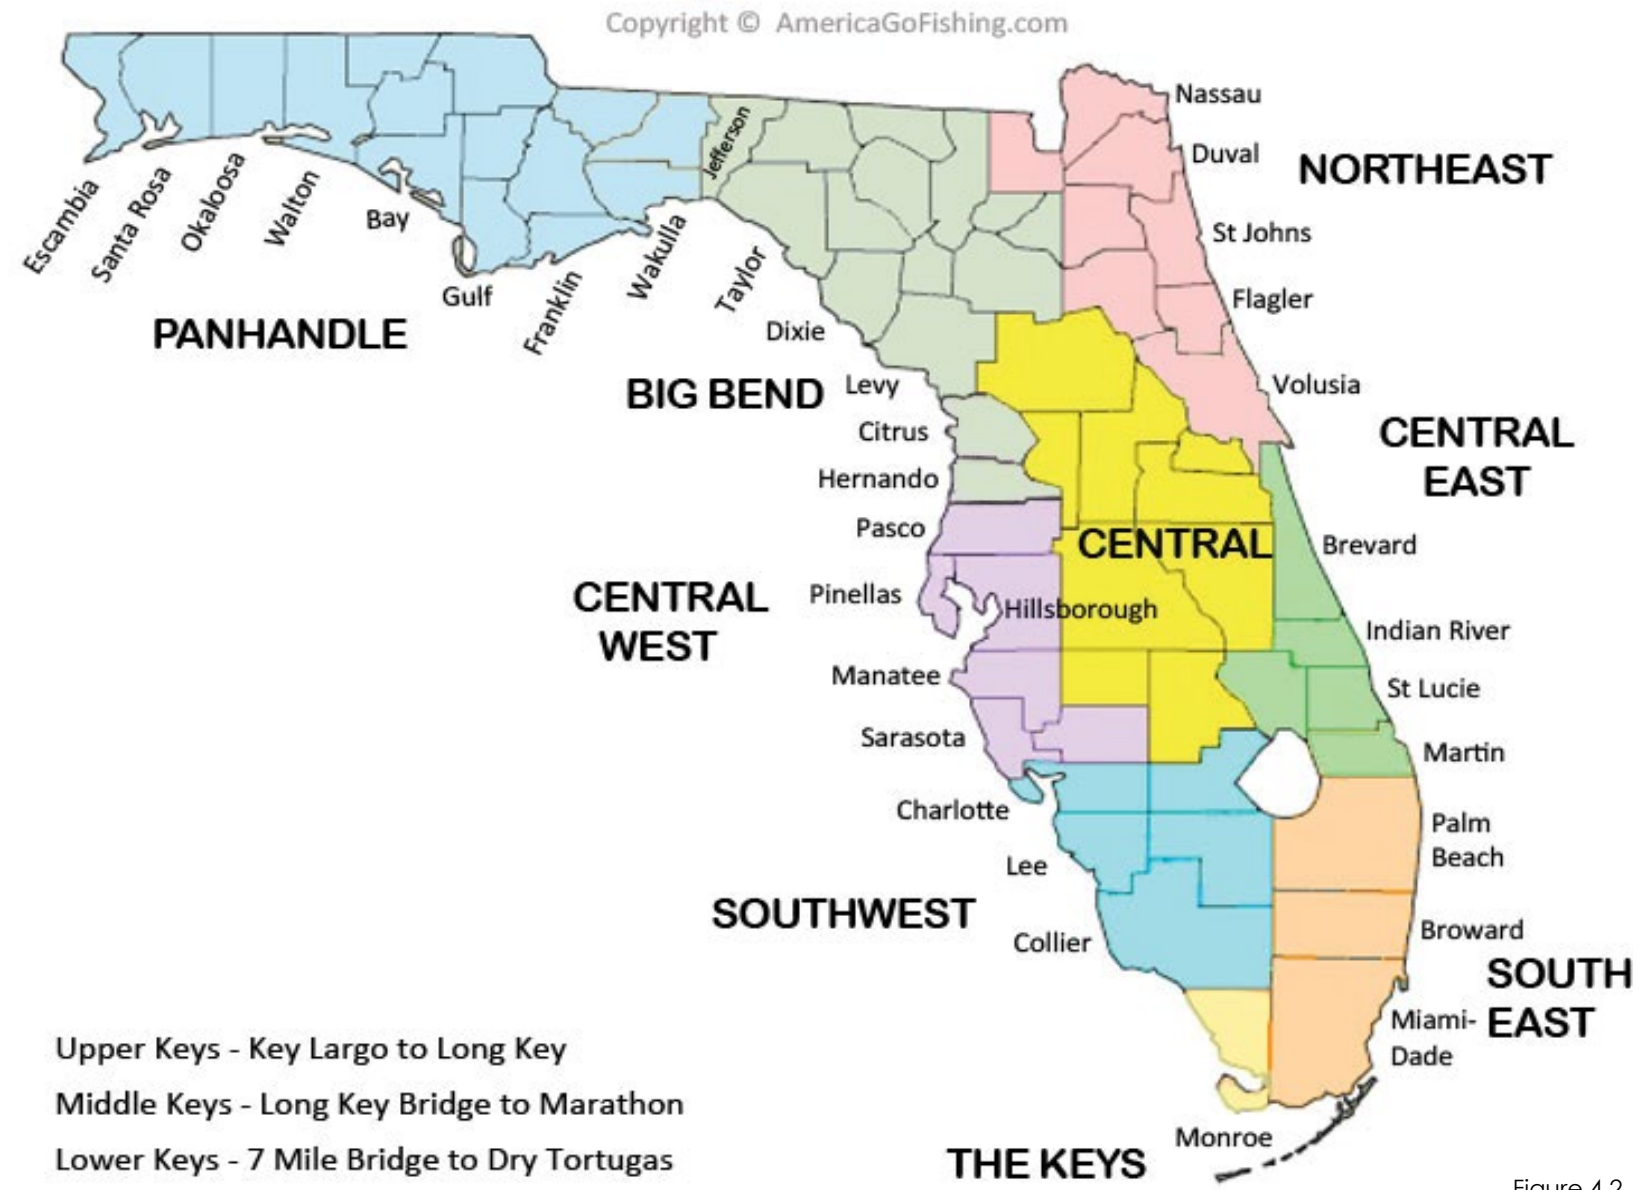 Copyright © AmericaGoFishing.com
Nassau
Duval
NORTHEAST
St Johns
Flagler
Volusia
Jefferson
Escambia
Santa Rosa
Okaloosa
Walton
Bay
Gulf
Franklin
Wakulla
Taylor
Dixie
PANHANDLE
BIG BEND
Levy
Citrus
Hernando
Pasco
CENTRAL
EAST
CENTRAL
Brevard
CENTRAL
WEST
Pinellas
Hillsborough
Indian River
Manatee
St Lucie
Sarasota
Martin
Charlotte
Palm
Beach
Lee
SOUTHWEST
Collier
Broward
SOUTH
EAST
Miami-
Dade
Upper Keys - Key Largo to Long Key
Middle Keys - Long Key Bridge to Marathon
Lower Keys - 7 Mile Bridge to Dry Tortugas
Monroe
THE KEYS
Figure 4.2